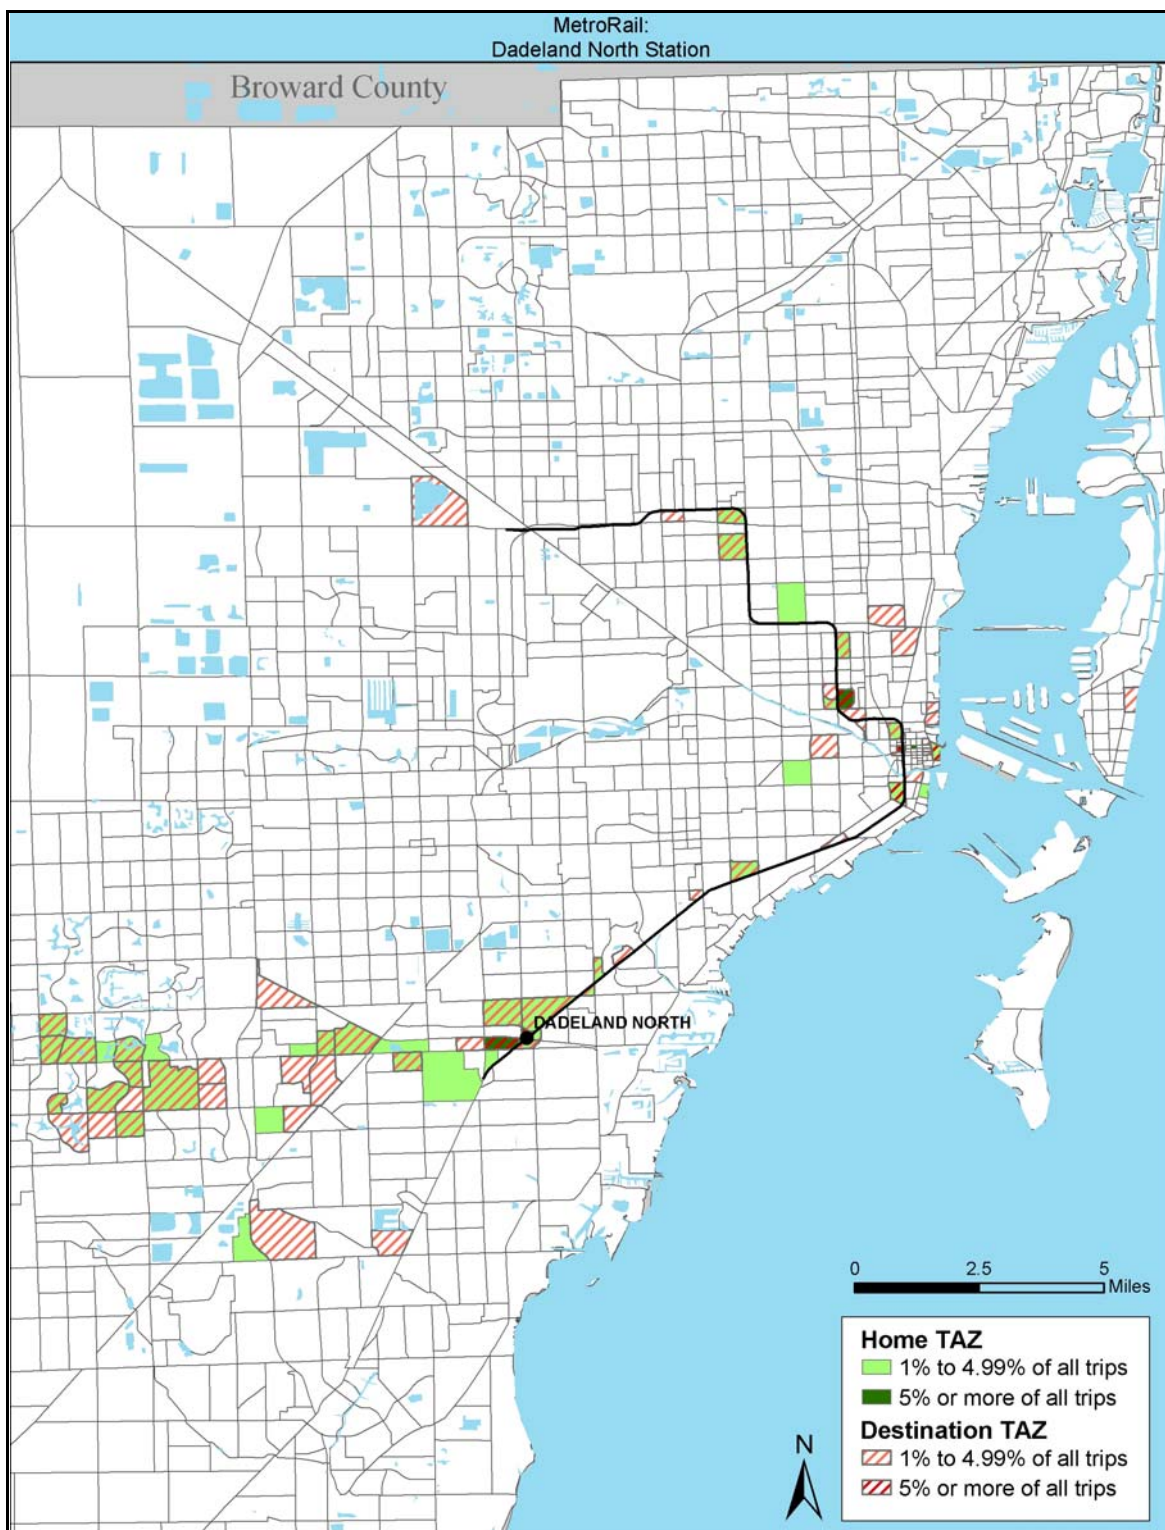 MetroRail:
Dadeland North Station
Broward County
DADELAND NORTH
0 2.5 5
Miles
Home TAZ
1% to 4.99% of all trips
5% or more of all trips
Destination TAZ
1% to 4.99% of all trips
5% or more of all trips
N